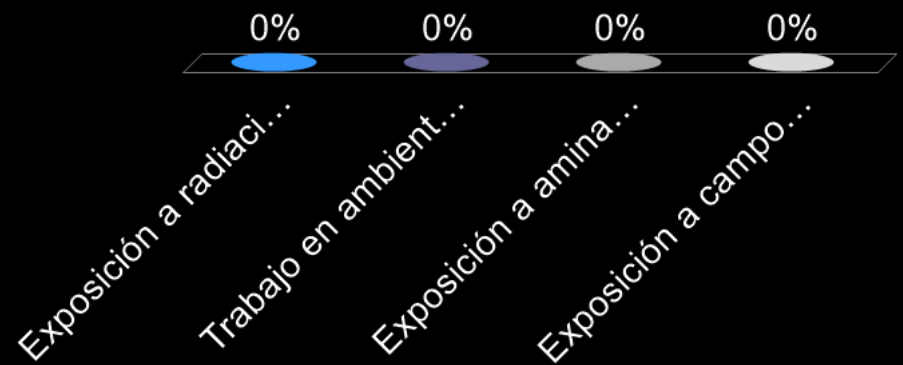 0% 0% 0% 0%
Exposición a radiaci...
Trabajo en ambient...
Exposición a amina...
Exposición a campo...